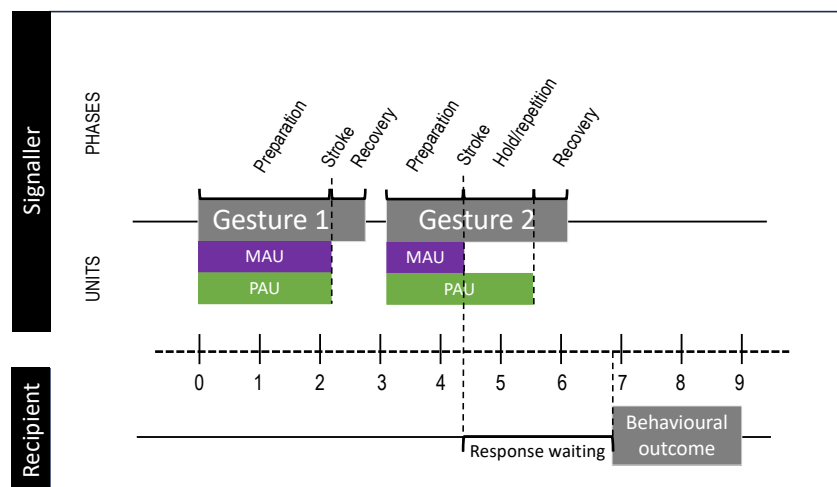 Signaller
PHASES
Preparation
Stroke
Recovery
Preparation
Stroke
Hold/repetition
Recovery
Gesture 1
Gesture 2
UNITS
MAU
MAU
PAU
PAU
0 1 2 3 4 5 6 7 8 9
Recipient
Response waiting
Behavioural
outcome